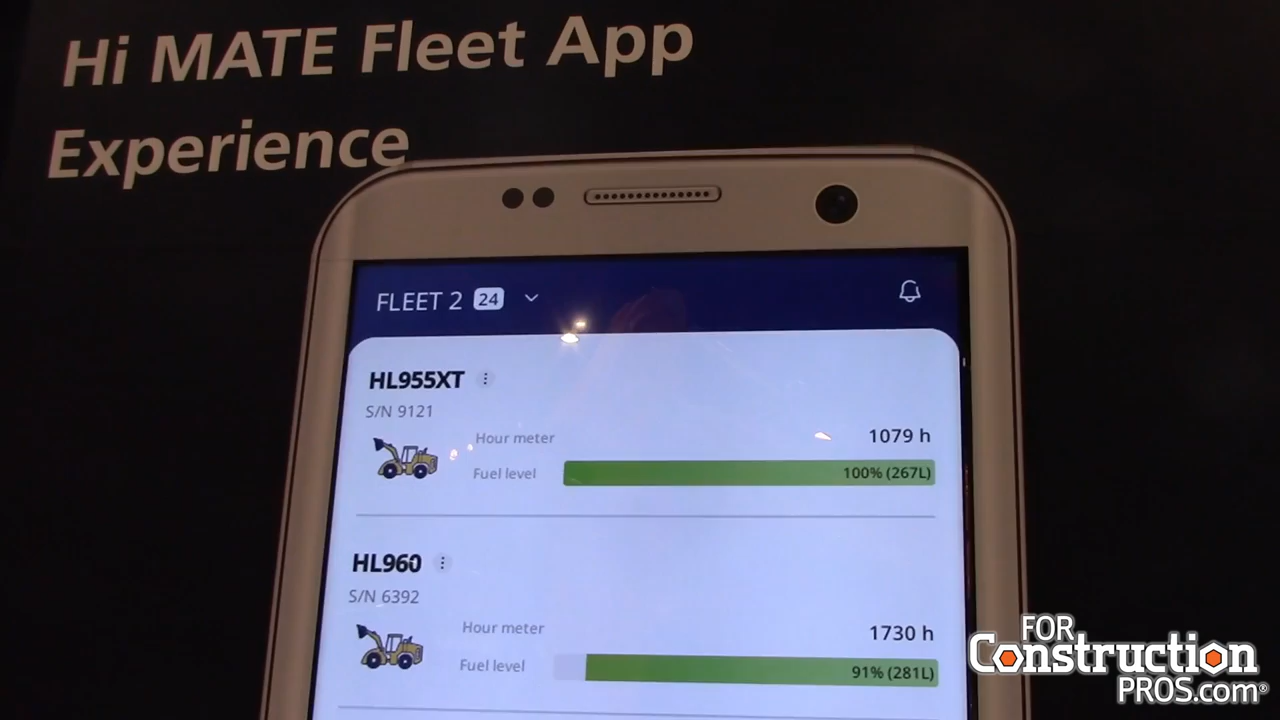 Hi MATE Fleet App
Experience
FLEET 2 24
HL955XT
S/N 9121
Hour meter 1079 h
Fuel level 100% (267L)
HL960
S/N 6392
Hour meter 1730 h
Fuel level 91% (281L)
FOR
Construction
PROS.com®